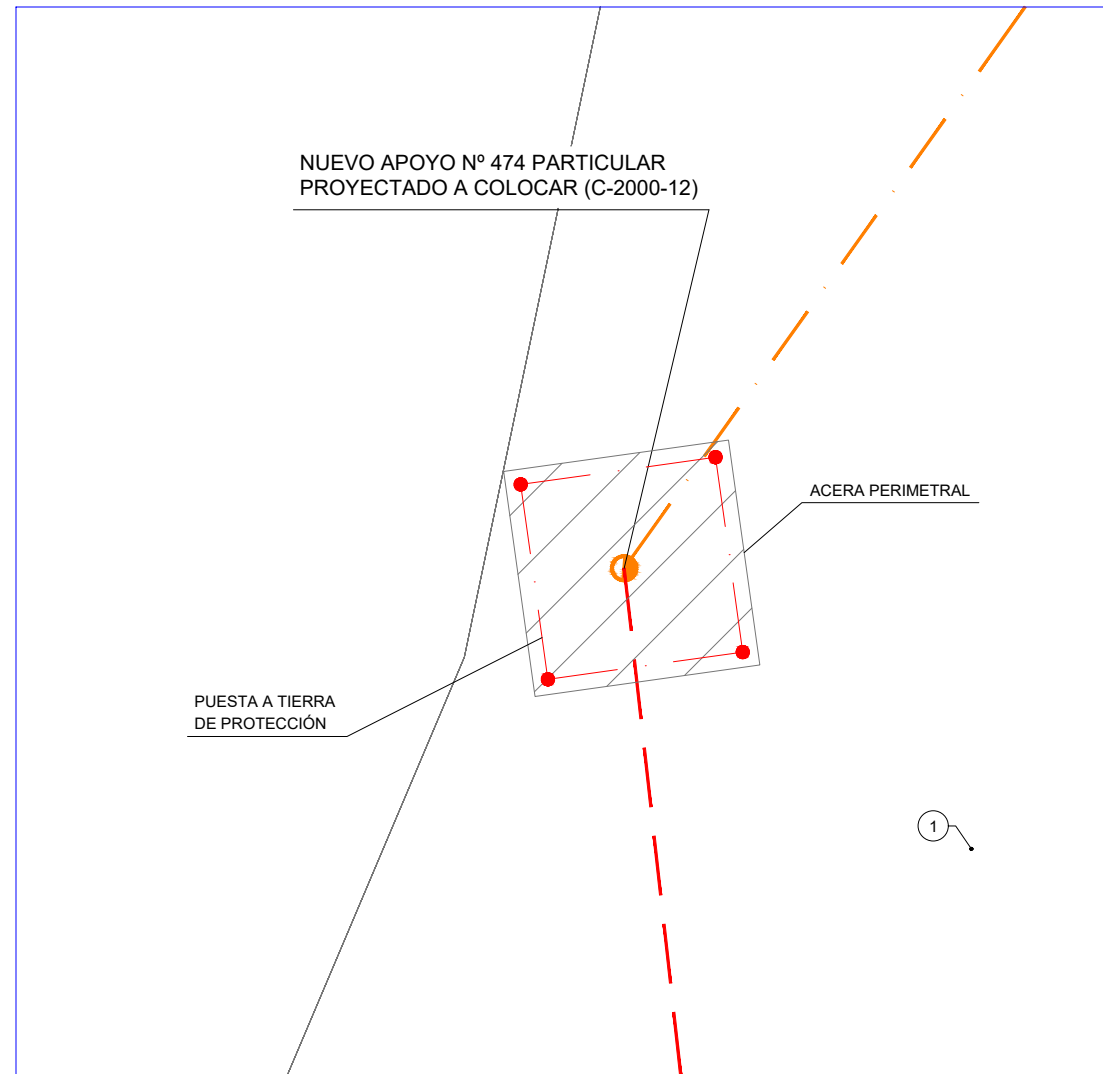 NUEVO APOYO Nº 474 PARTICULAR
PROYECTADO A COLOCAR (C-2000-12)
ACERA PERIMETRAL
PUESTA A TIERRA
DE PROTECCIÓN
1